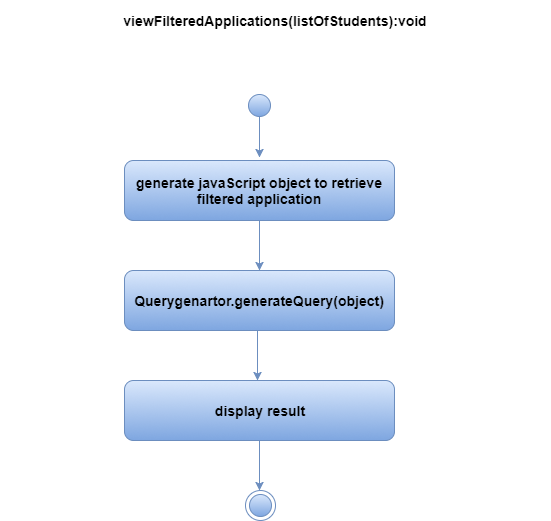 viewFilteredApplications(listOfStudents):void
generate javaScript object to retrieve
filtered application
Querygenartor.generateQuery(object)
display result